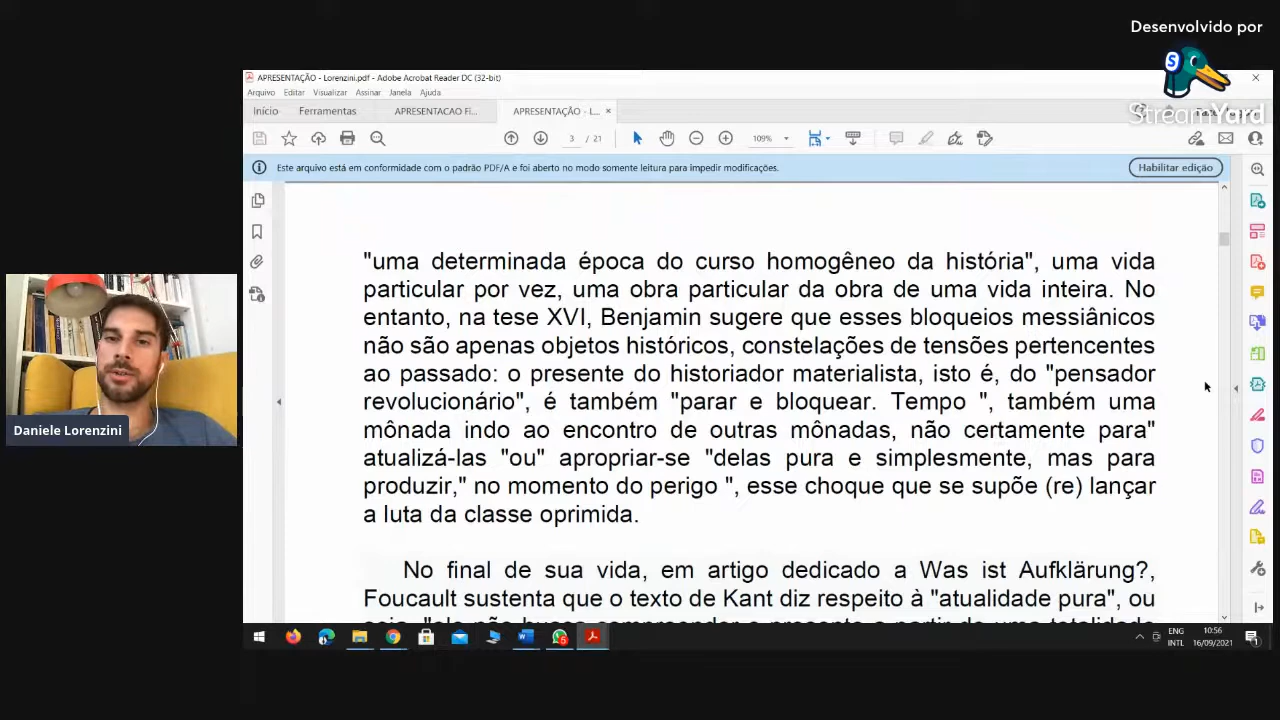 Desenvolvido por
S
StreamYard
APRESENTAÇÃO - Lorenzini.pdf - Adobe Acrobat Reader DC (32-bit)
Arquivo Editar Visualizar Assinar Janela Ajuda
Início Ferramentas APRESENTACAO Fi... APRESENTAÇÃO - L... ×
3 / 21 109%
Este arquivo está em conformidade com o padrão PDF/A e foi aberto no modo somente leitura para impedir modificações. Habilitar edição
"uma determinada época do curso homogêneo da história", uma vida
particular por vez, uma obra particular da obra de uma vida inteira. No
entanto, na tese XVI, Benjamin sugere que esses bloqueios messiânicos
não são apenas objetos históricos, constelações de tensões pertencentes
ao passado: o presente do historiador materialista, isto é, do "pensador
revolucionário", é também "parar e bloquear. Tempo ", também uma
mônada indo ao encontro de outras mônadas, não certamente para"
atualizá-las "ou" apropriar-se "delas pura e simplesmente, mas para
produzir," no momento do perigo ", esse choque que se supõe (re) lançar
a luta da classe oprimida.
No final de sua vida, em artigo dedicado a Was ist Aufklärung?,
Foucault sustenta que o texto de Kant diz respeito à "atualidade pura", ou
Daniele Lorenzini
ENG 10:56
INTL 16/09/2021